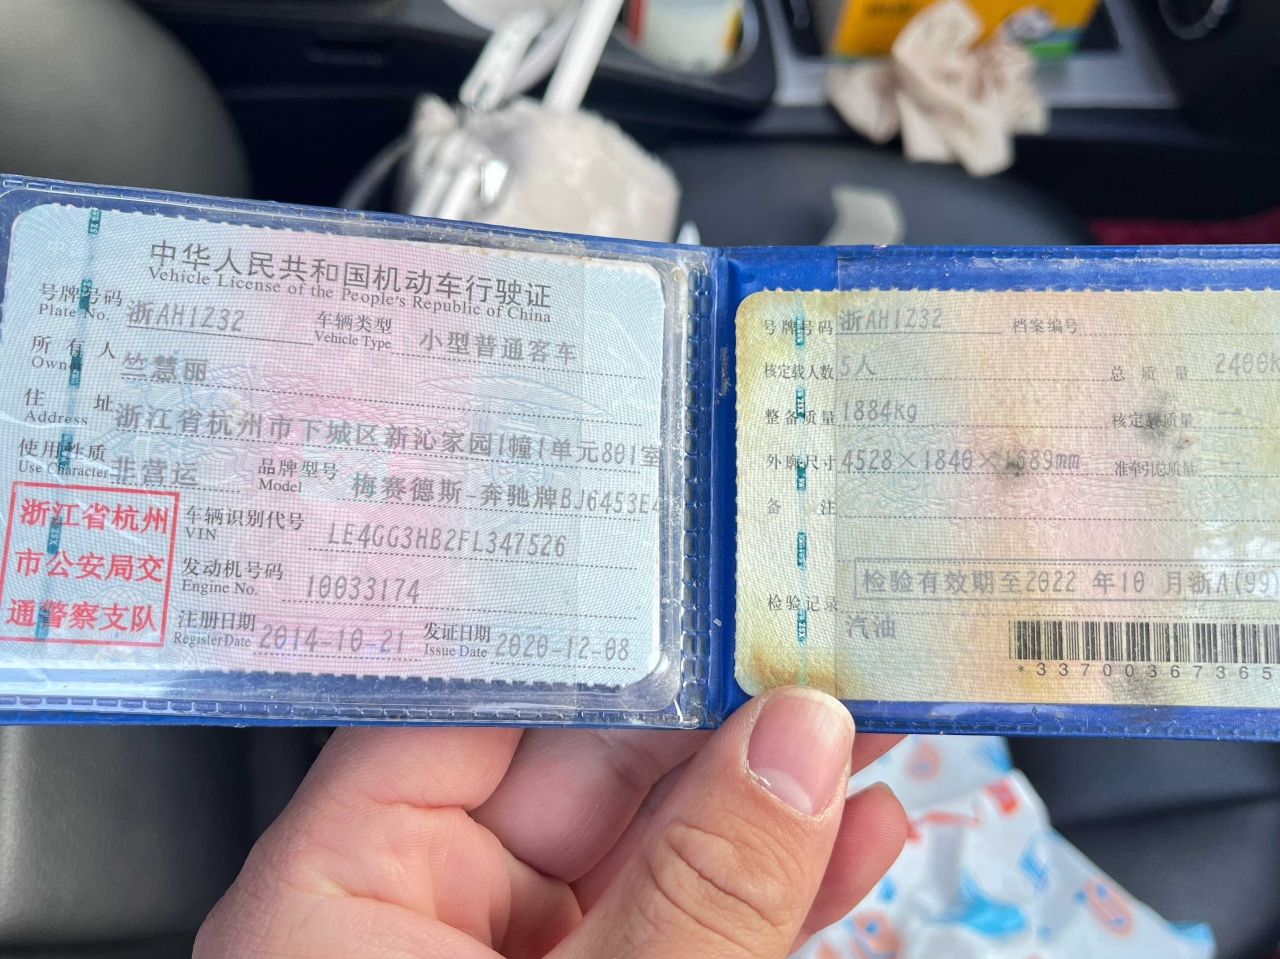 中华人民共和国机动车行驶证
Vehicle License of the People's Republic of China
号牌号码 浙AH1Z32 车辆类型 小型普通客车
Plate No. Vehicle Type
所有人 竺慧丽
Owner
住址 浙江省杭州市下城区新沁家园1幢1单元801室
Address
使用性质 非营运 品牌型号 梅赛德斯-奔驰牌BJ6453E4
Use Character Model
浙江省杭州
市公安局交
通警察支队
车辆识别代号 LE4GG3HB2FL347526
VIN
发动机号码 10033174
Engine No.
注册日期 2014-10-21 发证日期 2020-12-08
Register Date Issue Date
号牌号码 浙AH1Z32 档案编号
核定载人数 5人 总质量 2400k
整备质量 1884kg 核定载质量
外廓尺寸 4528×1840×1689mm 准牵引总质量 --
备注
检验有效期至2022 年10 月浙A(99)
检验记录
汽油
*33700367365